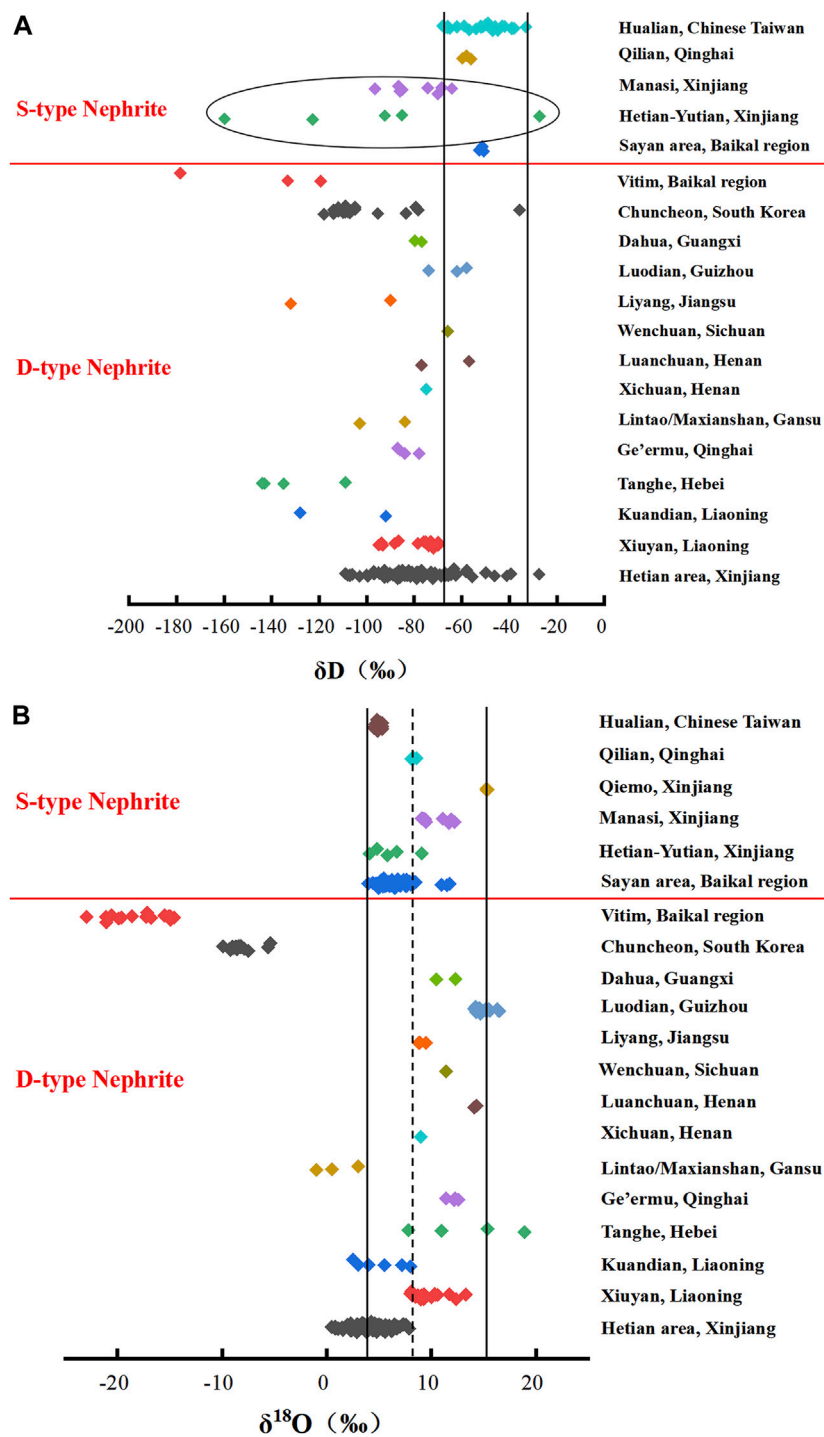 A
Hualian, Chinese Taiwan
Qilian, Qinghai
Manasi, Xinjiang
S-type Nephrite
Hetian-Yutian, Xinjiang
Sayan area, Baikal region
Vitim, Baikal region
Chuncheon, South Korea
Dahua, Guangxi
Luodian, Guizhou
Liyang, Jiangsu
Wenchuan, Sichuan
D-type Nephrite
Luanchuan, Henan
Xichuan, Henan
Lintao/Maxianshan, Gansu
Ge’ermu, Qinghai
Tanghe, Hebei
Kuandian, Liaoning
Xiuyan, Liaoning
Hetian area, Xinjiang
-200 -180 -160 -140 -120 -100 -80 -60 -40 -20 0
δD（‰）
B
Hualian, Chinese Taiwan
Qilian, Qinghai
Qiemo, Xinjiang
S-type Nephrite
Manasi, Xinjiang
Hetian-Yutian, Xinjiang
Sayan area, Baikal region
Vitim, Baikal region
Chuncheon, South Korea
Dahua, Guangxi
Luodian, Guizhou
Liyang, Jiangsu
Wenchuan, Sichuan
D-type Nephrite
Luanchuan, Henan
Xichuan, Henan
Lintao/Maxianshan, Gansu
Ge’ermu, Qinghai
Tanghe, Hebei
Kuandian, Liaoning
Xiuyan, Liaoning
Hetian area, Xinjiang
-20 -10 0 10 20
δ¹⁸O（‰）